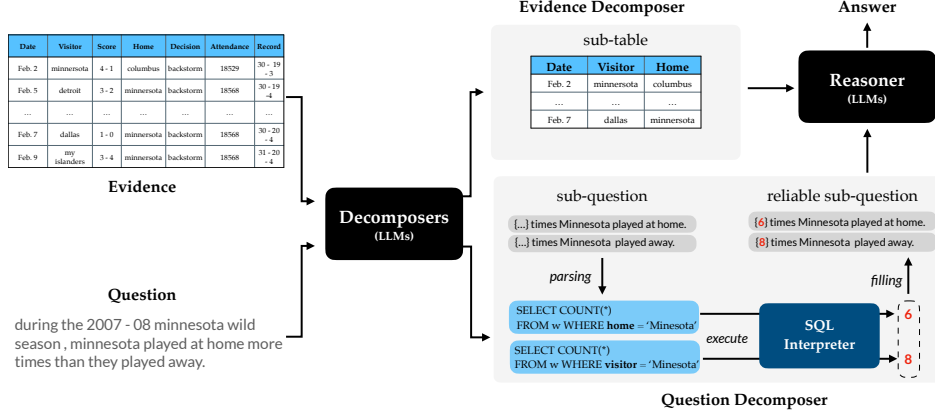 Evidence Decomposer
Answer
Date Visitor Score Home Decision Attendance Record
Feb. 2 minnersota 4 - 1 columbus backstorm 18529 30 - 19 - 3
Feb. 5 detroit 3 - 2 minnersota backstorm 18568 30 - 19 -4
... ... ... ... ... ... ...
Feb. 7 dallas 1 - 0 minnersota backstorm 18568 30 - 20 - 4
Feb. 9 my islanders 3 - 4 minnersota backstorm 18568 31 - 20 - 4
Evidence
sub-table
Date Visitor Home
Feb. 2 minnersota columbus
... ... ...
Feb. 7 dallas minnersota
Reasoner
(LLMs)
Decomposers
(LLMs)
Question
during the 2007 - 08 minnesota wild
season , minnesota played at home more
times than they played away.
sub-question
{...} times Minnesota played at home.
{...} times Minnesota played away.
reliable sub-question
{6} times Minnesota played at home.
{8} times Minnesota played away.
parsing
filling
SELECT COUNT(*)
FROM w WHERE home = ‘Minesota’
SELECT COUNT(*)
FROM w WHERE visitor = ‘Minesota’
execute
SQL
Interpreter
6
8
Question Decomposer